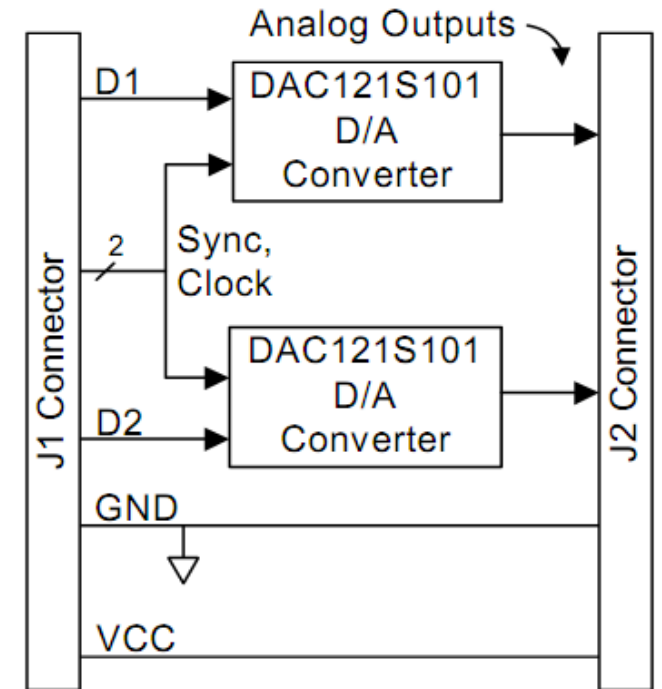 Analog Outputs
D1
DAC121S101
D/A
Converter
2
Sync,
Clock
J1 Connector
J2 Connector
DAC121S101
D/A
Converter
D2
GND
VCC